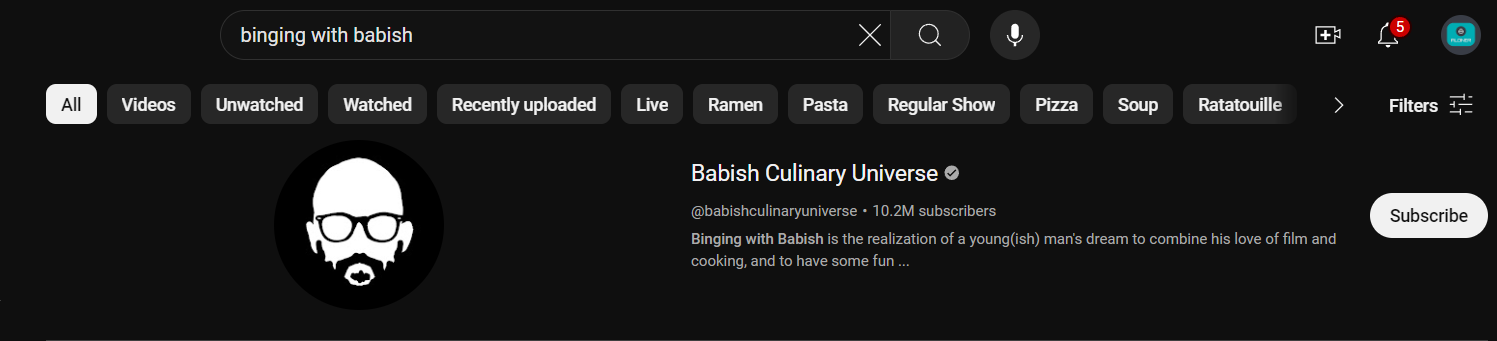 binging with babish
5
All Videos Unwatched Watched Recently uploaded Live Ramen Pasta Regular Show Pizza Soup Ratatouille Filters
Babish Culinary Universe
@babishculinaryuniverse • 10.2M subscribers
Subscribe
Binging with Babish is the realization of a young(ish) man's dream to combine his love of film and
cooking, and to have some fun ...